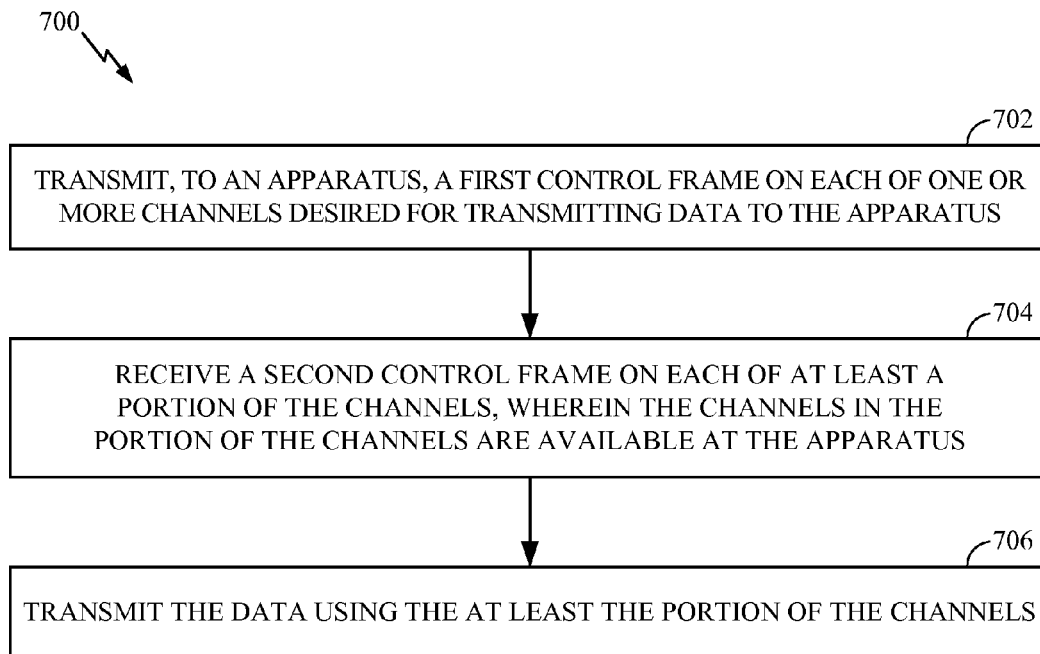 700
702
TRANSMIT, TO AN APPARATUS, A FIRST CONTROL FRAME ON EACH OF ONE OR
MORE CHANNELS DESIRED FOR TRANSMITTING DATA TO THE APPARATUS
704
RECEIVE A SECOND CONTROL FRAME ON EACH OF AT LEAST A
PORTION OF THE CHANNELS, WHEREIN THE CHANNELS IN THE
PORTION OF THE CHANNELS ARE AVAILABLE AT THE APPARATUS
706
TRANSMIT THE DATA USING THE AT LEAST THE PORTION OF THE CHANNELS